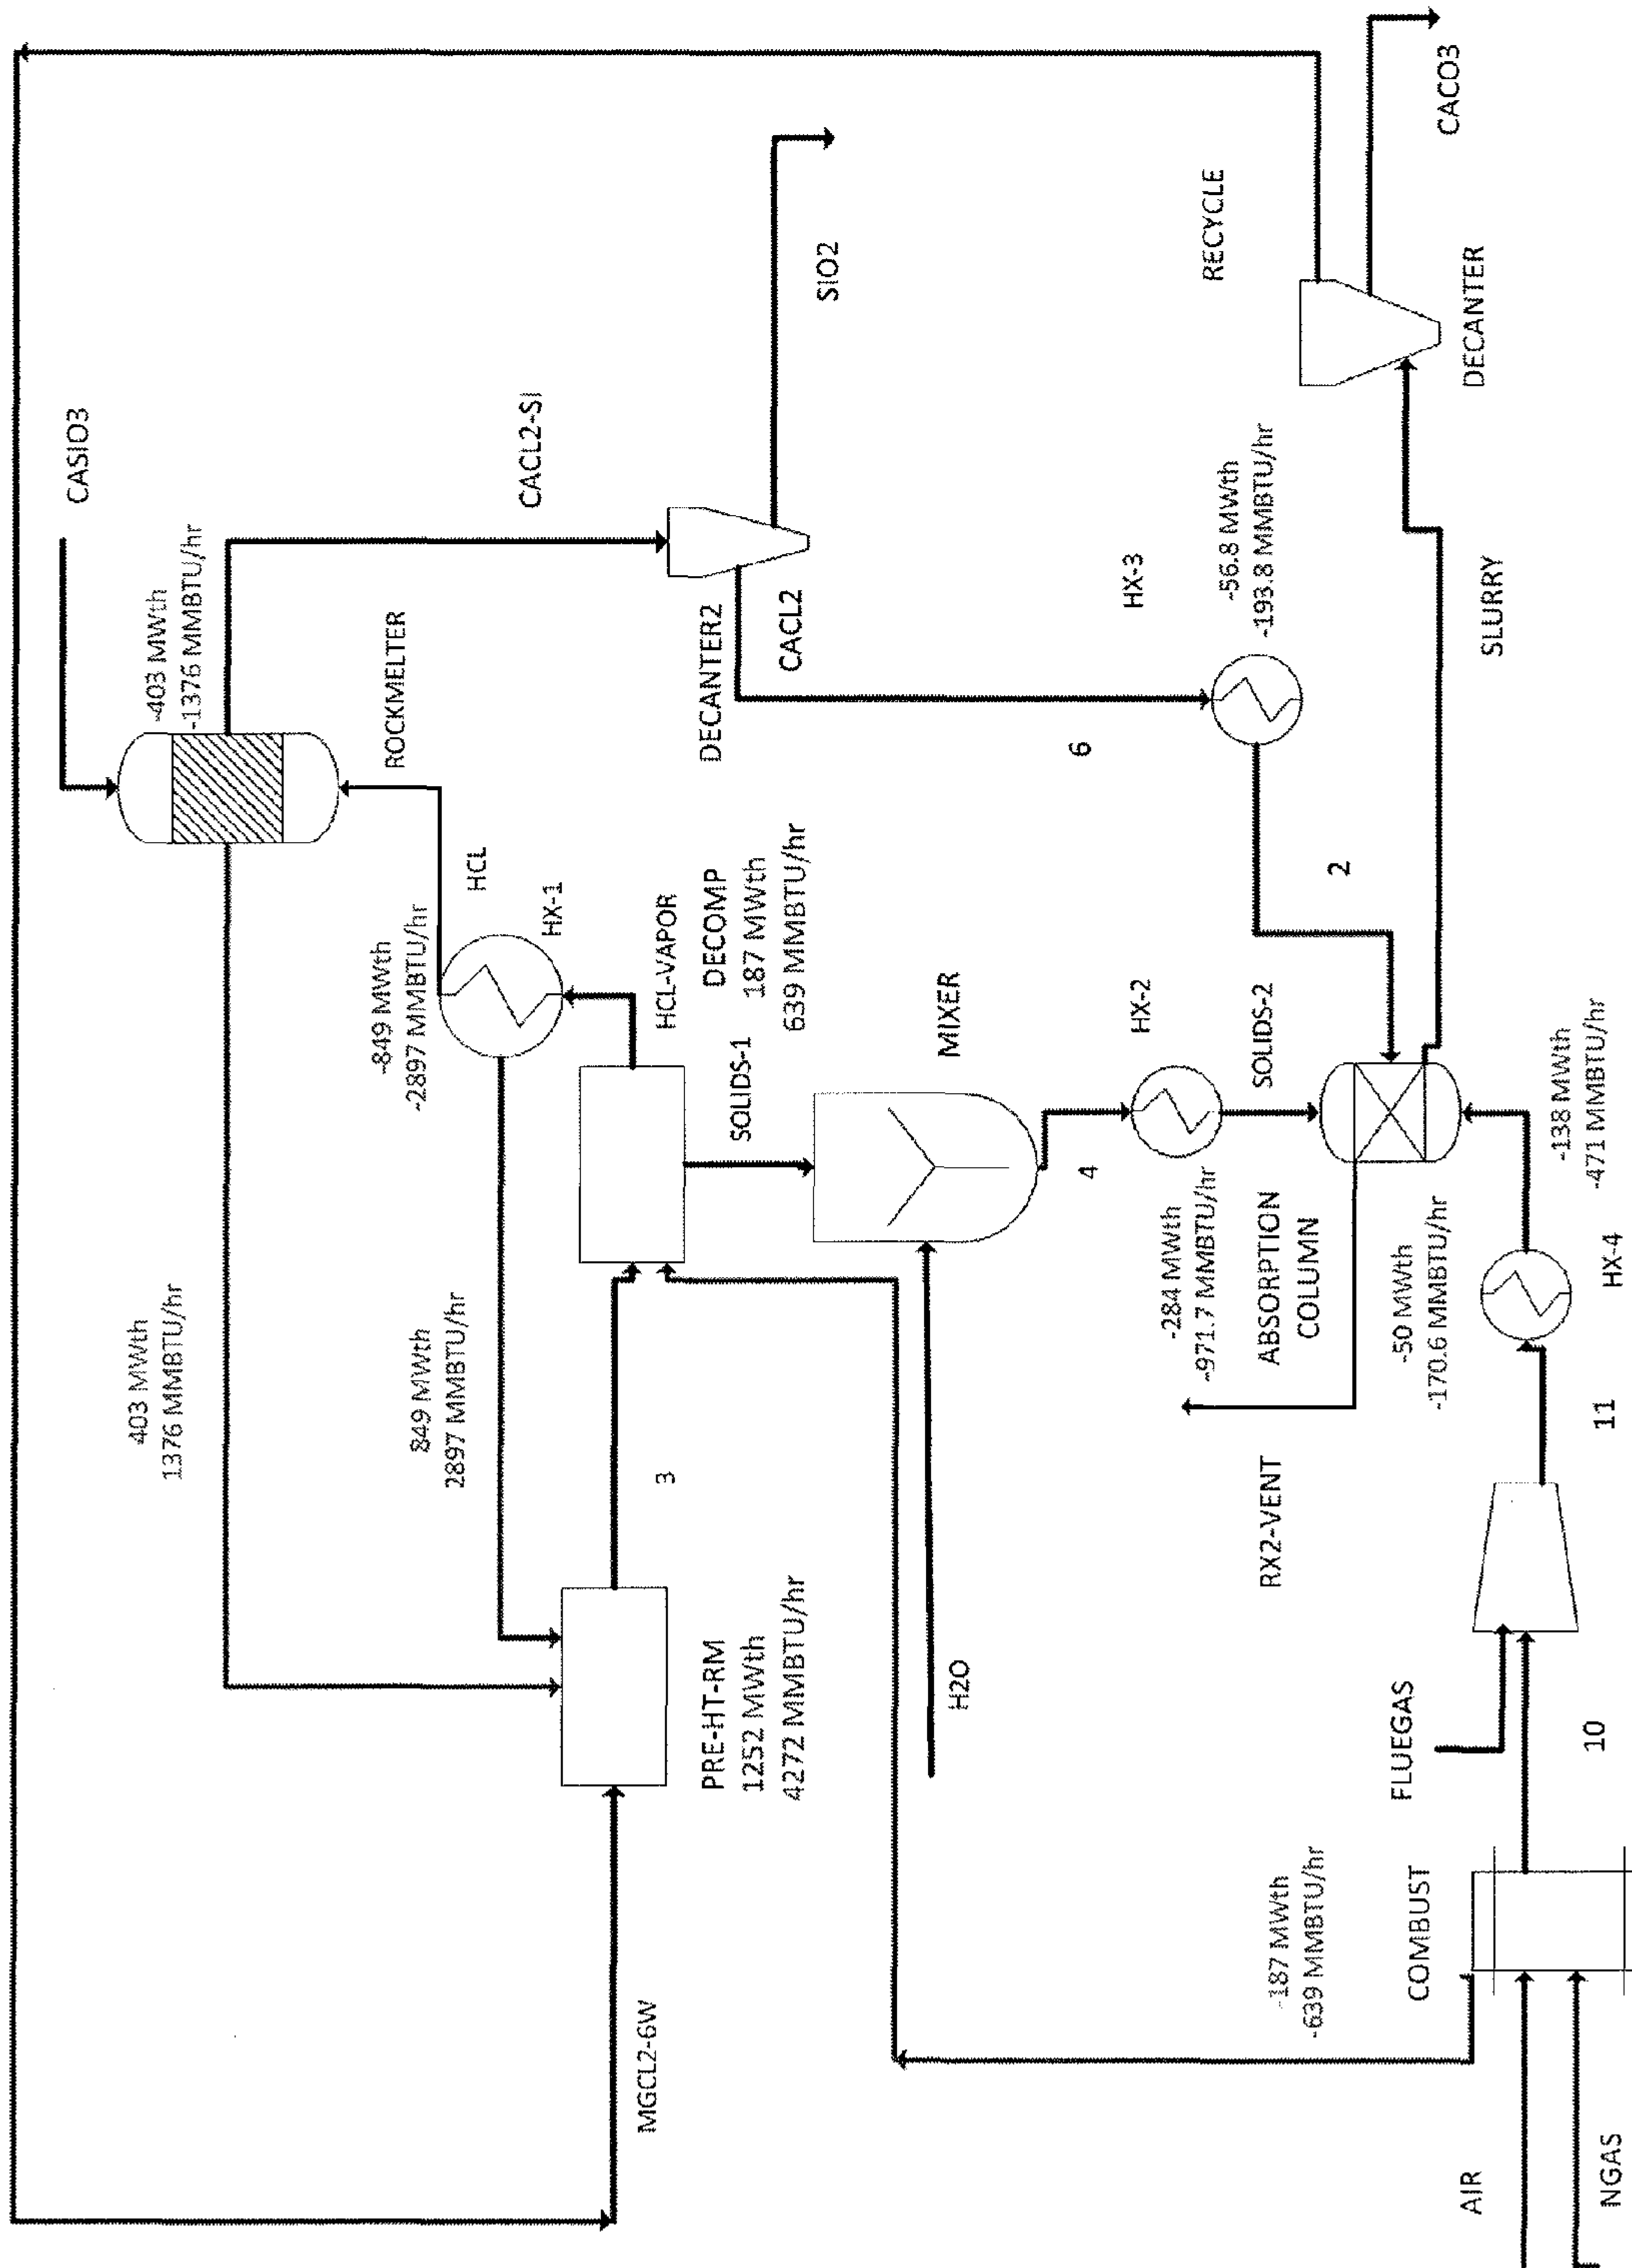 CASIO3
403 MWth
1376 MMBTU/hr
-403 MWth
-1376 MMBTU/hr
-849 MWth
-2897 MMBTU/hr
ROCKMELTER
849 MWth
2897 MMBTU/hr
HCL
CACL2-SI
HX-1
MGCL2-6W
3
HCL-VAPOR
PRE-HT-RM
1252 MWth
4272 MMBTU/hr
DECOMP
187 MWth
639 MMBTU/hr
SOLIDS-1
DECANTER2
CACL2
SIO2
H2O
MIXER
4
6
HX-2
HX-3
-284 MWth
-971.7 MMBTU/hr
SOLIDS-2
-56.8 MWth
-193.8 MMBTU/hr
RECYCLE
RX2-VENT
ABSORPTION
COLUMN
-187 MWth
-639 MMBTU/hr
2
COMBUST
FLUEGAS
-50 MWth
-170.6 MMBTU/hr
CACO3
AIR
DECANTER
SLURRY
-138 MWth
-471 MMBTU/hr
NGAS
10
11
HX-4